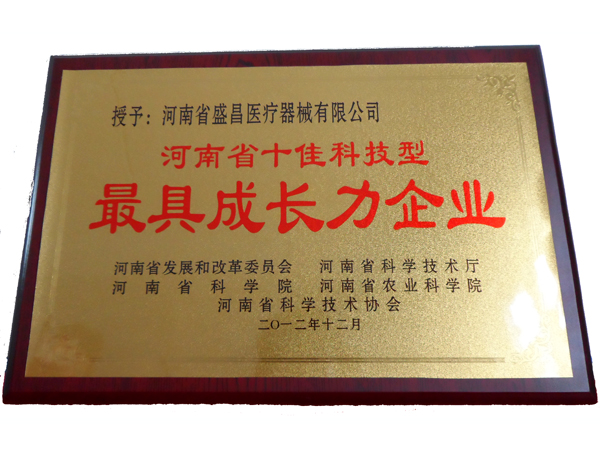 授予：河南省盛昌医疗器械有限公司
河南省十佳科技型
最具成长力企业
河南省发展和改革委员会 河南省科学技术厅
河南省科学院 河南省农业科学院
河南省科学技术协会
二〇一二年十二月